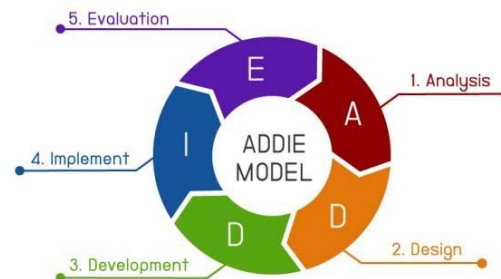 5. Evaluation
1. Analysis
E
A
I
ADDIE
MODEL
4. Implement
D
D
3. Development
2. Design